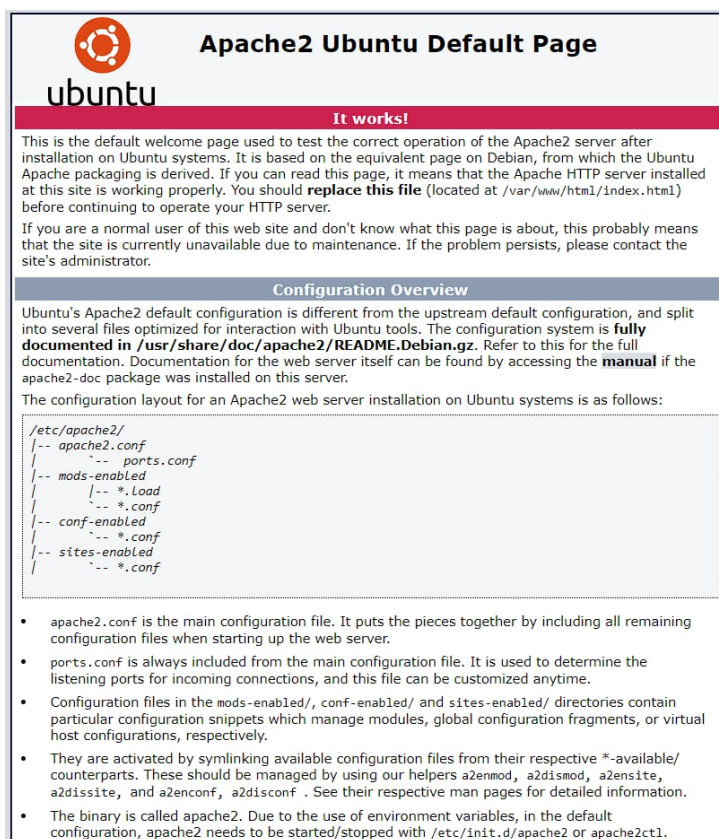 ubuntu
Apache2 Ubuntu Default Page
It works!
This is the default welcome page used to test the correct operation of the Apache2 server after
installation on Ubuntu systems. It is based on the equivalent page on Debian, from which the Ubuntu
Apache packaging is derived. If you can read this page, it means that the Apache HTTP server installed
at this site is working properly. You should replace this file (located at /var/www/html/index.html)
before continuing to operate your HTTP server.
If you are a normal user of this web site and don't know what this page is about, this probably means
that the site is currently unavailable due to maintenance. If the problem persists, please contact the
site's administrator.
Configuration Overview
Ubuntu's Apache2 default configuration is different from the upstream default configuration, and split
into several files optimized for interaction with Ubuntu tools. The configuration system is fully
documented in /usr/share/doc/apache2/README.Debian.gz. Refer to this for the full
documentation. Documentation for the web server itself can be found by accessing the manual if the
apache2-doc package was installed on this server.
The configuration layout for an Apache2 web server installation on Ubuntu systems is as follows:
/etc/apache2/
|-- apache2.conf
|       `--  ports.conf
|-- mods-enabled
|       |-- *.load
|       `-- *.conf
|-- conf-enabled
|       `-- *.conf
|-- sites-enabled
|       `-- *.conf
• apache2.conf is the main configuration file. It puts the pieces together by including all remaining
configuration files when starting up the web server.
• ports.conf is always included from the main configuration file. It is used to determine the
listening ports for incoming connections, and this file can be customized anytime.
• Configuration files in the mods-enabled/, conf-enabled/ and sites-enabled/ directories contain
particular configuration snippets which manage modules, global configuration fragments, or virtual
host configurations, respectively.
• They are activated by symlinking available configuration files from their respective *-available/
counterparts. These should be managed by using our helpers a2enmod, a2dismod, a2ensite,
a2dissite, and a2enconf, a2disconf . See their respective man pages for detailed information.
• The binary is called apache2. Due to the use of environment variables, in the default
configuration, apache2 needs to be started/stopped with /etc/init.d/apache2 or apache2ctl.